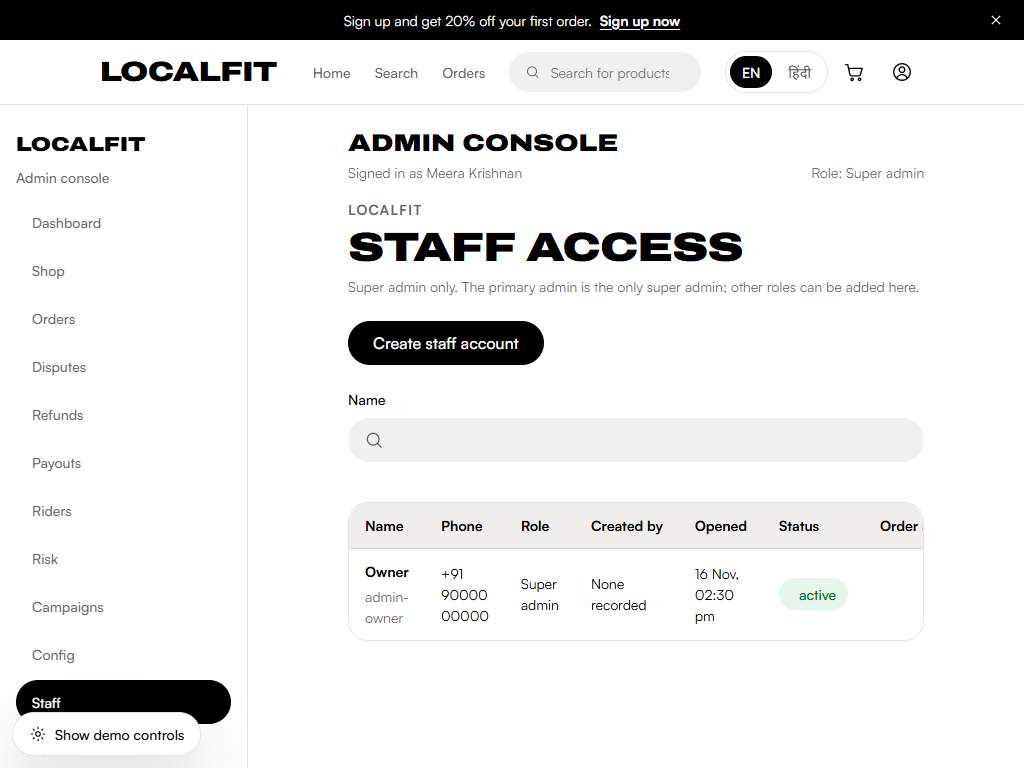 Sign up and get 20% off your first order. Sign up now
LOCALFIT
Home
Search
Orders
Search for products
EN
हिंदी
LOCALFIT
Admin console
Dashboard
Shop
Orders
Disputes
Refunds
Payouts
Riders
Risk
Campaigns
Config
Staff
Show demo controls
ADMIN CONSOLE
Signed in as Meera Krishnan
Role: Super admin
LOCALFIT
STAFF ACCESS
Super admin only. The primary admin is the only super admin; other roles can be added here.
Create staff account
Name
Name Phone Role Created by Opened Status Order
Owner
admin-
owner
+91
90000
00000
Super
admin
None
recorded
16 Nov,
02:30
pm
active